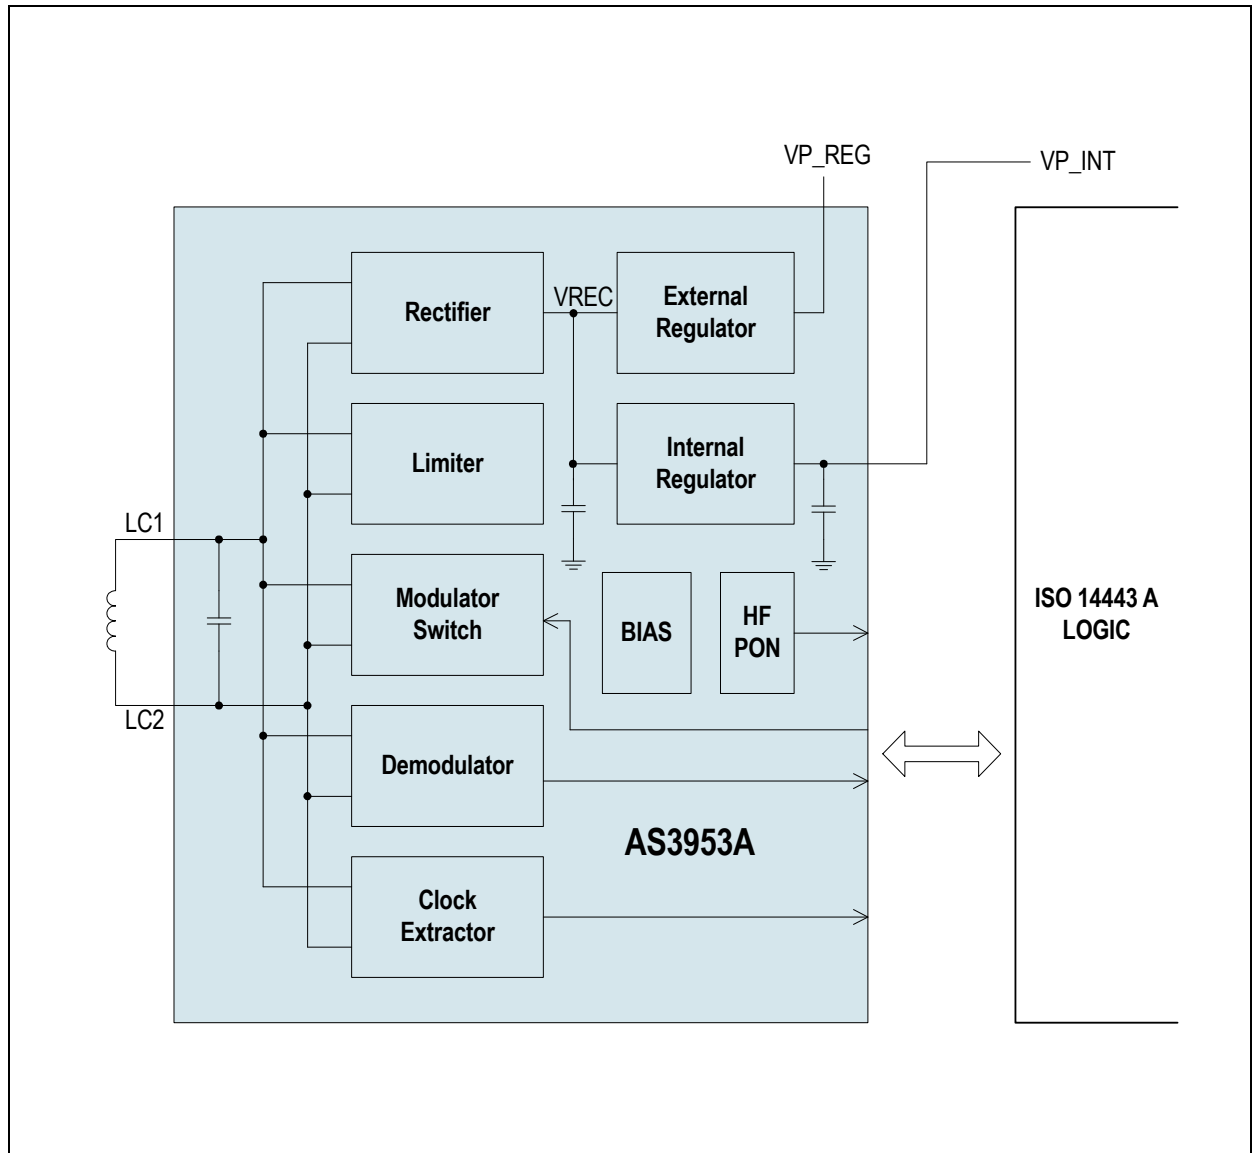 VP_REG
VP_INT
Rectifier
VREC
External
Regulator
Limiter
Internal
Regulator
LC1
Modulator
Switch
BIAS
HF
PON
ISO 14443 A
LOGIC
LC2
Demodulator
AS3953A
Clock
Extractor